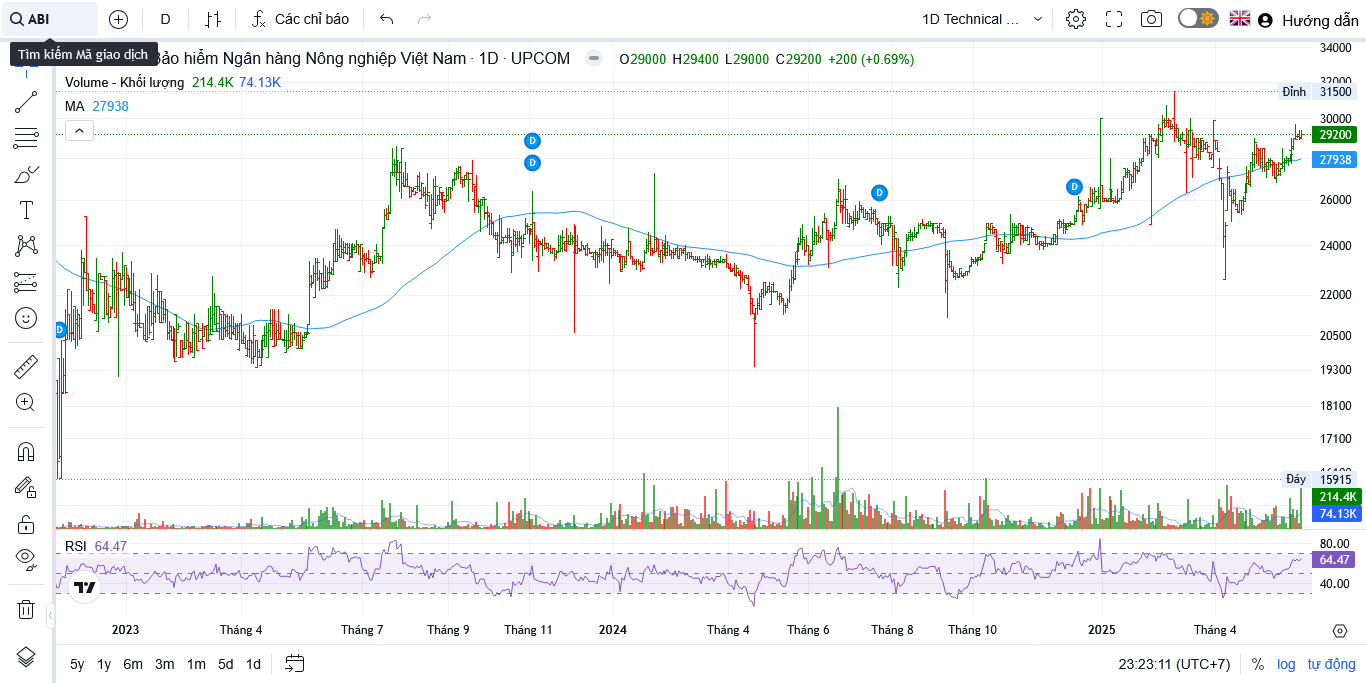 ABI
D
Các chỉ báo
1D Technical ...
Hướng dẫn
Tìm kiếm Mã giao dịch
Bảo hiểm Ngân hàng Nông nghiệp Việt Nam · 1D · UPCOM
O29000 H29400 L29000 C29200 +200 (+0.69%)
Volume - Khối lượng 214.4K 74.13K
MA 27938
34000
32000
Đỉnh 31500
30000
29200
27938
26000
24000
22000
20500
19300
18100
17100
Đáy 15915
214.4K
74.13K
D
D
D
D
D
RSI 64.47
80.00
64.47
40.00
2023
Tháng 4
Tháng 7
Tháng 9
Tháng 11
2024
Tháng 4
Tháng 6
Tháng 8
Tháng 10
2025
Tháng 4
5y 1y 6m 3m 1m 5d 1d
23:23:11 (UTC+7)
% log tự động